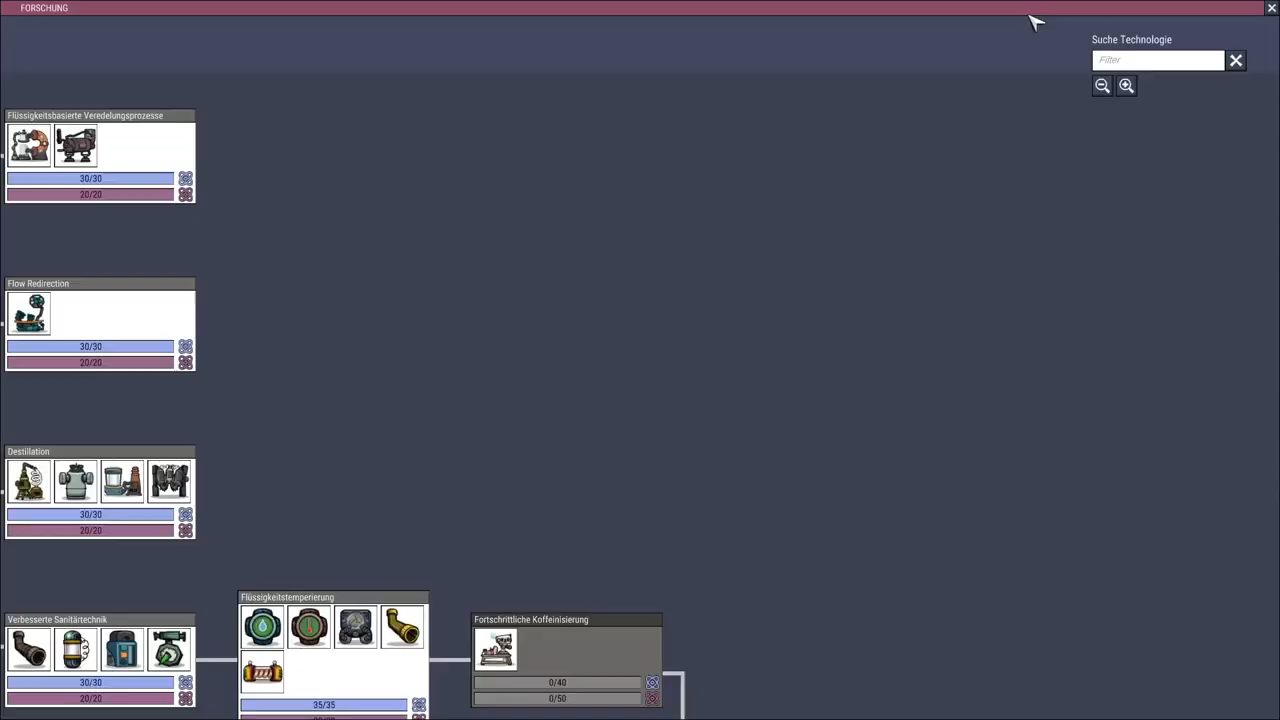 FORSCHUNG
Suche Technologie
Filter
Flüssigkeitsbasierte Veredelungsprozesse
30/30
20/20
Flow Redirection
30/30
20/20
Destillation
30/30
20/20
Verbesserte Sanitärtechnik
30/30
20/20
Flüssigkeitstemperierung
35/35
Fortschrittliche Koffeinisierung
0/40
0/50